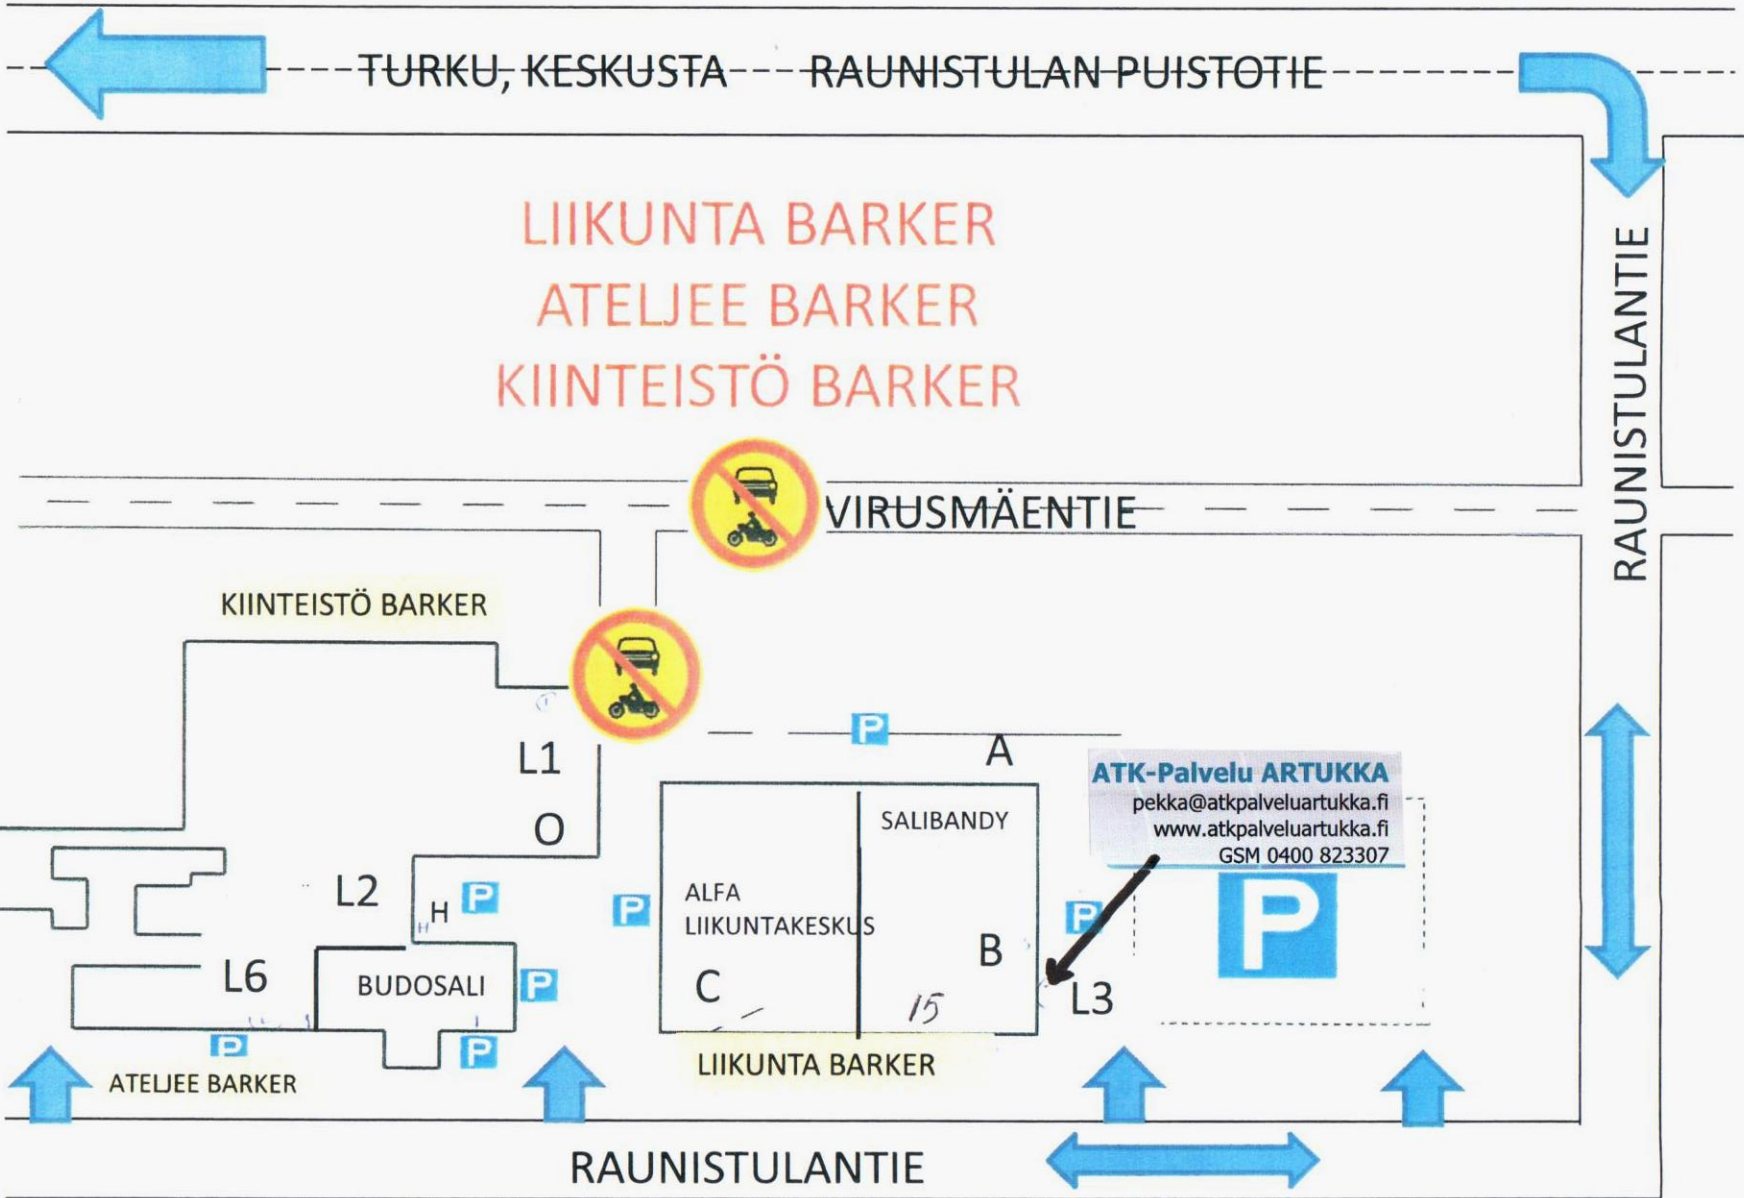 TURKU, KESKUSTA RAUNISTULAN PUISTOTIE
LIIKUNTA BARKER
ATELJEE BARKER
KIINTEISTÖ BARKER
RAUNISTULANTIE
VIRUSMÄENTIE
KIINTEISTÖ BARKER
P
A
L1
O
ATK-Palvelu ARTUKKA
pekka@atkpalveluartukka.fi
www.atkpalveluartukka.fi
GSM 0400 823307
SALIBANDY
L2
H
H
P
P
ALFA
LIIKUNTAKESKUS
P
P
B
L6
BUDOSALI
P
C
15
L3
P
P
ATELJEE BARKER
LIIKUNTA BARKER
RAUNISTULANTIE